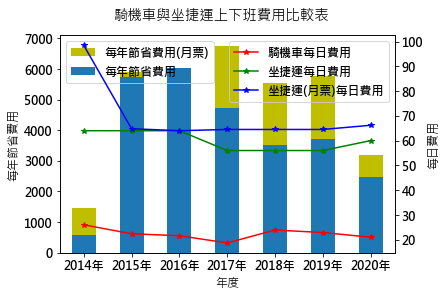 騎機車與坐捷運上下班費用比較表
每年節省費用(月票)
每年節省費用
騎機車每日費用
坐捷運每日費用
坐捷運(月票)每日費用
每年節省費用
7000
6000
5000
4000
3000
2000
1000
0
100
90
80
70
60
50
40
30
20
每日費用
2014年 2015年 2016年 2017年 2018年 2019年 2020年
年度